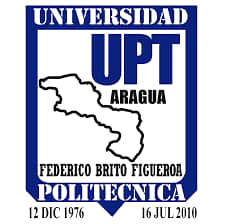 UNIVERSIDAD
UPT
ARAGUA
FEDERICO BRITO FIGUEROA
POLITECNICA
12 DIC 1976 16 JUL 2010